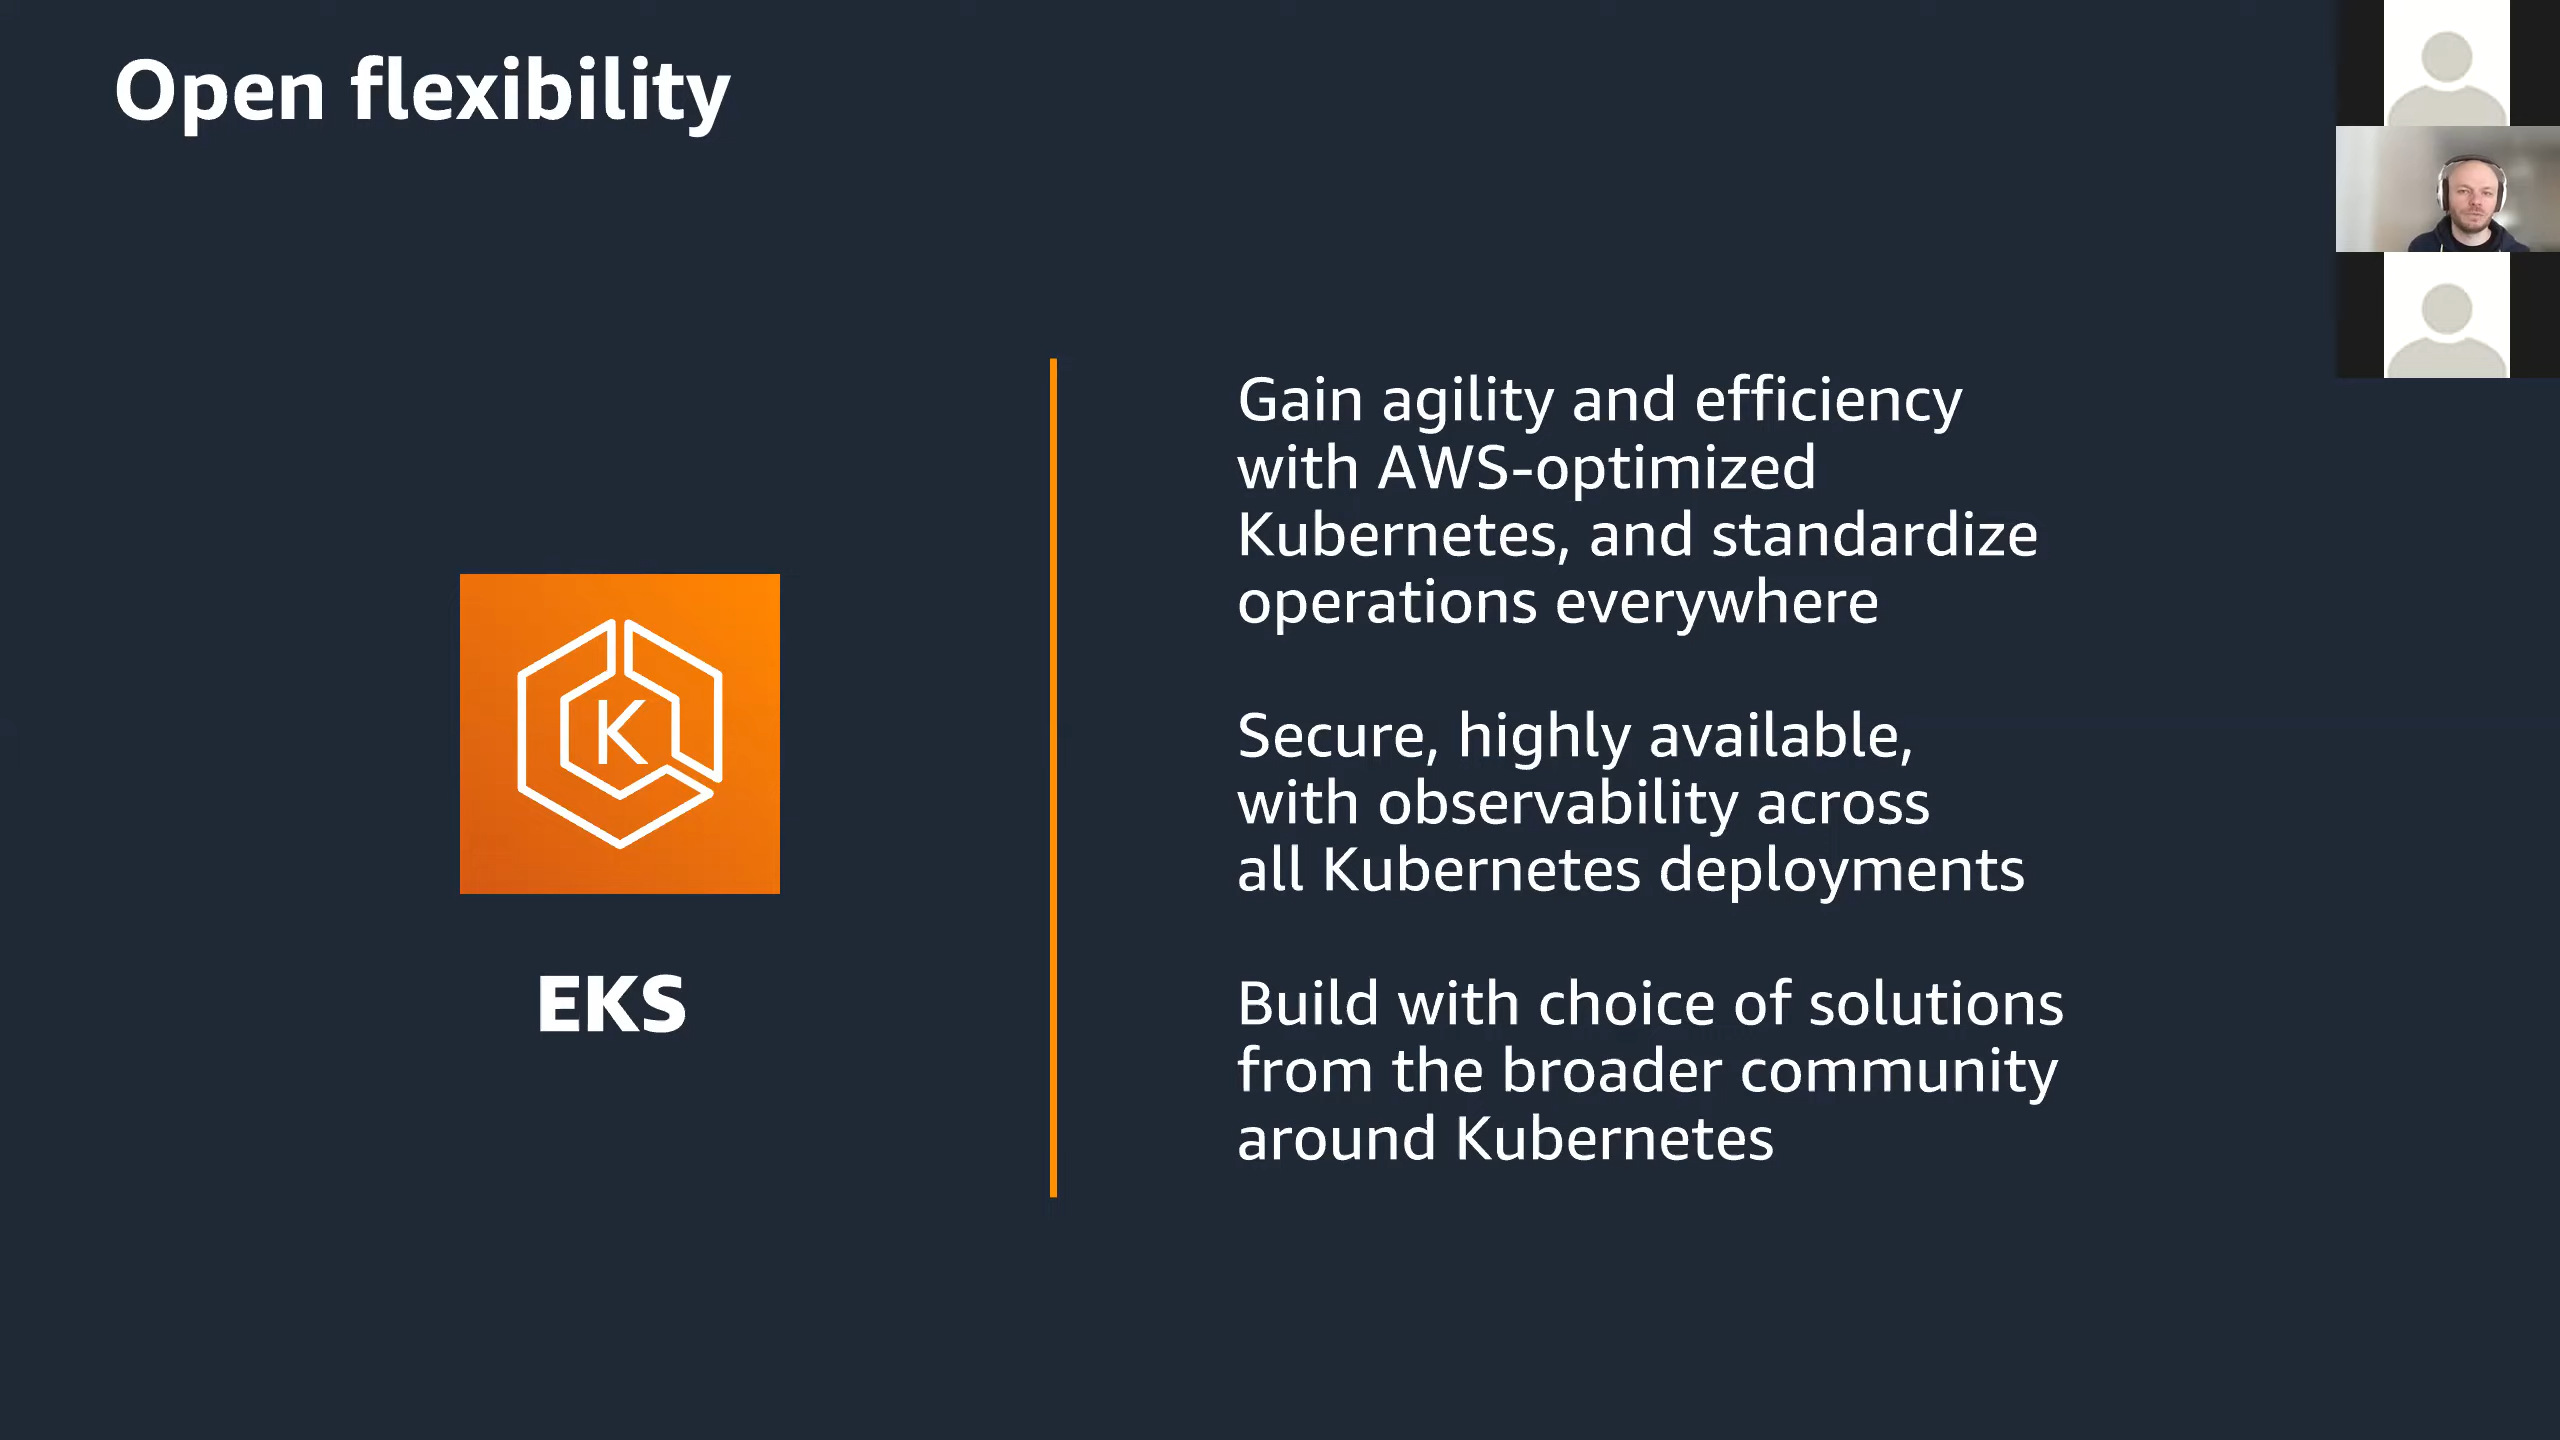 Open flexibility
K
EKS
Gain agility and efficiency
with AWS-optimized
Kubernetes, and standardize
operations everywhere
Secure, highly available,
with observability across
all Kubernetes deployments
Build with choice of solutions
from the broader community
around Kubernetes